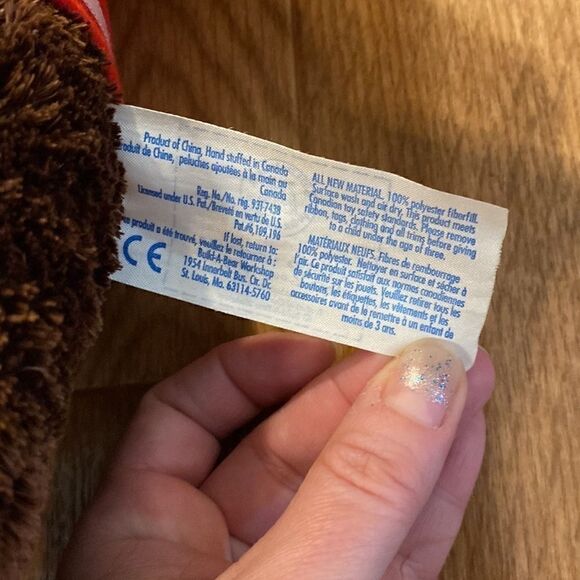 Product of China, Hand stuffed in Canada
oduit de Chine, peluches ajoutées à la main au
Canada
Reg. No./No. rég. 931-7438
Licensed under U.S. Pat./Breveté en vertu de U.S.
Pat.#6,109,196
If lost, return to:
e produit a été trouvé, veuillez le retourner à :
Build-A-Bear Workshop
1954 Innerbelt Bus. Ctr. Dr.
St. Louis, Mo. 63114-5760
CE
ALL NEW MATERIAL. 100% polyester Fiberfill.
Surface wash and air dry. This product meets
Canadian toy safety standards. Please remove
ribbon, tags, clothing and all trims before giving
to a child under the age of three.
MATÉRIAUX NEUFS. Fibres de rembourrage
100% polyester. Nettoyer en surface et sécher à
l'air. Ce produit satisfait aux normes canadiennes
de sécurité sur les jouets. Veuillez retirer tous les
boutons, les étiquettes, les vêtements et les
accessoires avant de le remettre à un enfant de
moins de 3 ans.